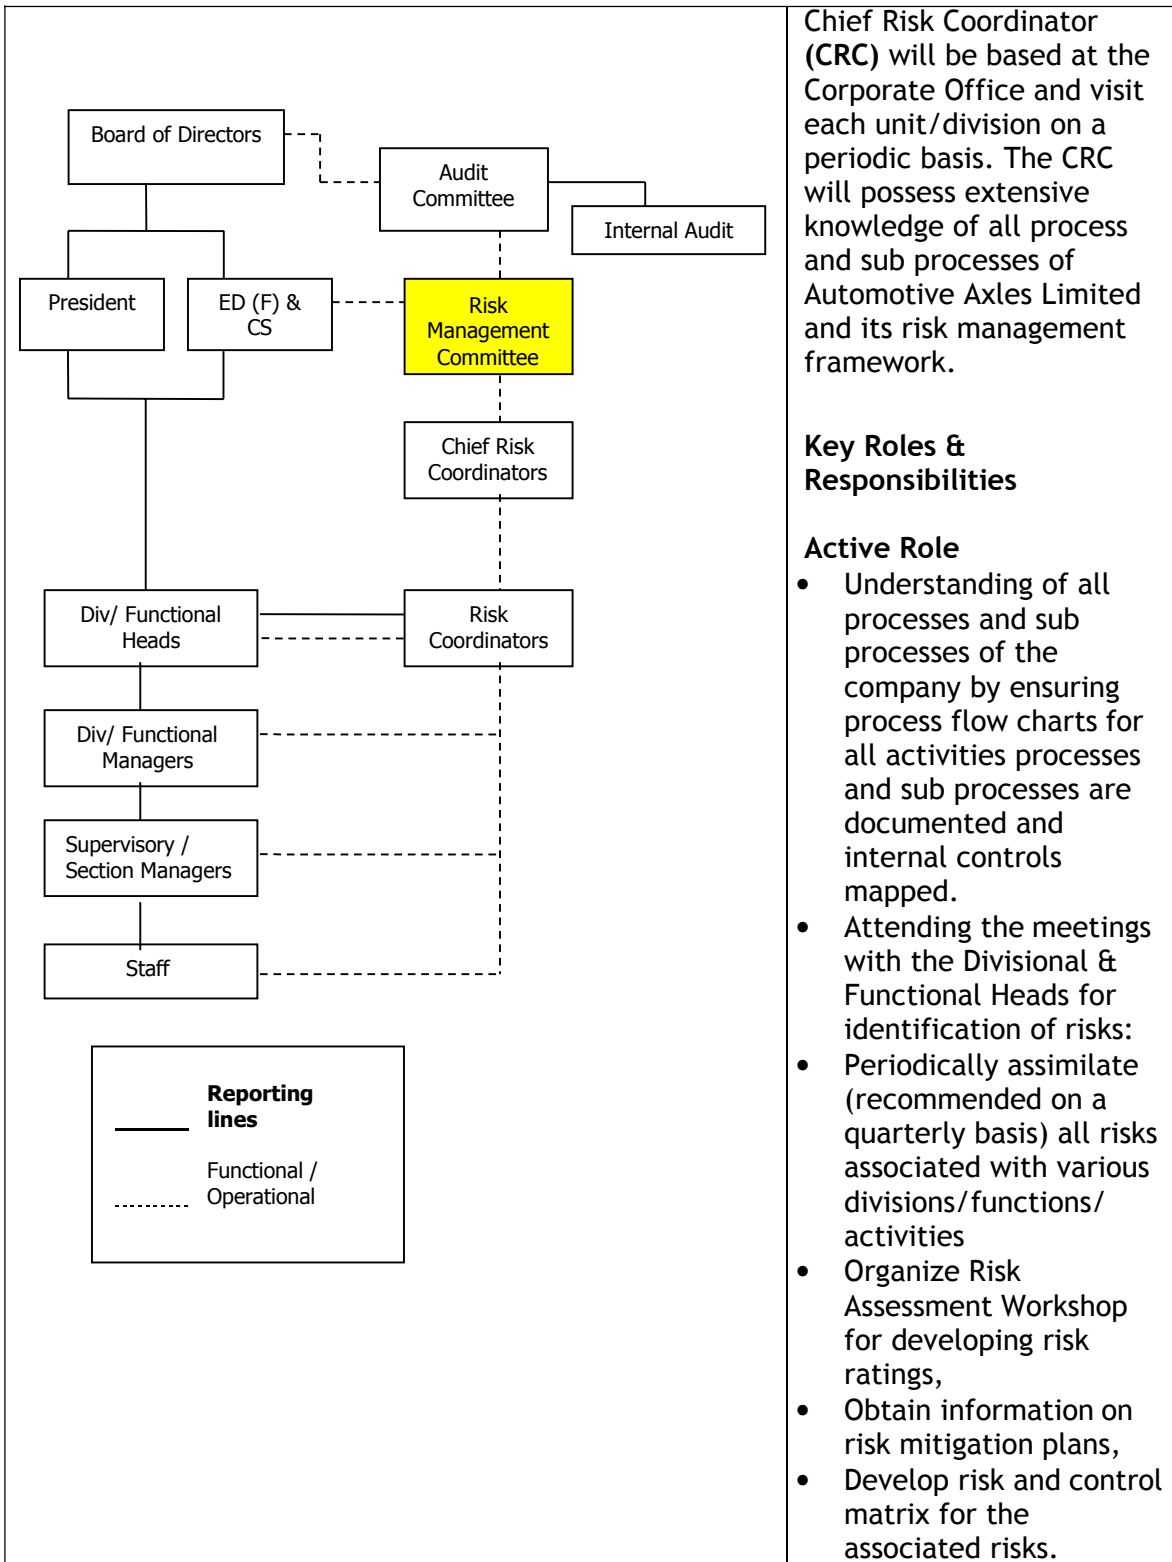 Board of Directors
Audit
Committee
Internal Audit
President
ED (F) &
CS
Risk
Management
Committee
Chief Risk
Coordinators
Div/ Functional
Heads
Risk
Coordinators
Div/ Functional
Managers
Supervisory /
Section Managers
Staff
Reporting
lines
Functional /
Operational
Chief Risk Coordinator
(CRC) will be based at the
Corporate Office and visit
each unit/division on a
periodic basis. The CRC
will possess extensive
knowledge of all process
and sub processes of
Automotive Axles Limited
and its risk management
framework.
Key Roles &
Responsibilities
Active Role
• Understanding of all
processes and sub
processes of the
company by ensuring
process flow charts for
all activities processes
and sub processes are
documented and
internal controls
mapped.
• Attending the meetings
with the Divisional &
Functional Heads for
identification of risks:
• Periodically assimilate
(recommended on a
quarterly basis) all risks
associated with various
divisions/functions/
activities
• Organize Risk
Assessment Workshop
for developing risk
ratings,
• Obtain information on
risk mitigation plans,
• Develop risk and control
matrix for the
associated risks.